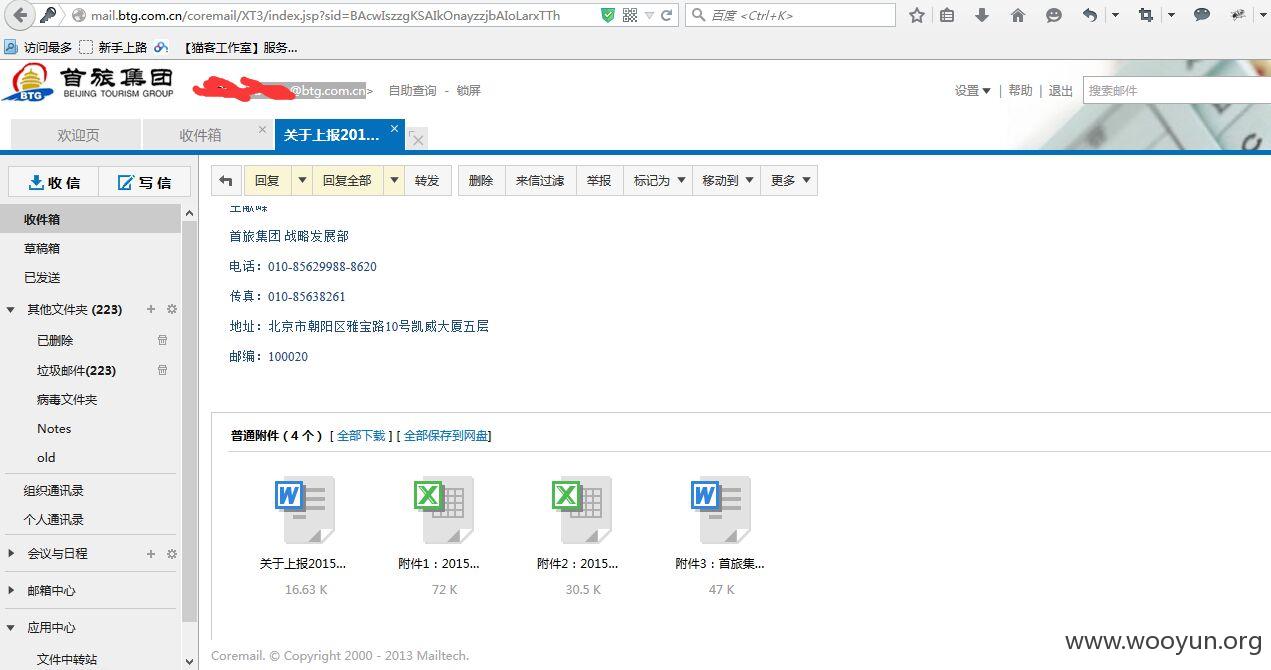 mail.btg.com.cn/coremail/XT3/index.jsp?sid=BAcwIszzgKSAIkOnayzzjbAIoLarxTTh
百度 <Ctrl+K>
访问最多 新手上路 【猫客工作室】服务...
首旅集团
BTG BEIJING TOURISM GROUP
@btg.com.cn> 自助查询 - 锁屏
设置 | 帮助 | 退出 搜索邮件
欢迎页 收件箱 关于上报201...
收信 写信
回复 回复全部 转发 删除 来信过滤 举报 标记为 移动到 更多
收件箱
草稿箱
已发送
其他文件夹 (223)
已删除
垃圾邮件(223)
病毒文件夹
Notes
old
组织通讯录
个人通讯录
会议与日程
邮箱中心
应用中心
文件中转站
首旅集团 战略发展部
电话：010-85629988-8620
传真：010-85638261
地址：北京市朝阳区雅宝路10号凯威大厦五层
邮编：100020
普通附件 ( 4 个 ) [ 全部下载 ] [ 全部保存到网盘]
关于上报2015... 附件1：2015... 附件2：2015... 附件3：首旅集...
16.63 K 72 K 30.5 K 47 K
Coremail. © Copyright 2000 - 2013 Mailtech.
www.wooyun.org